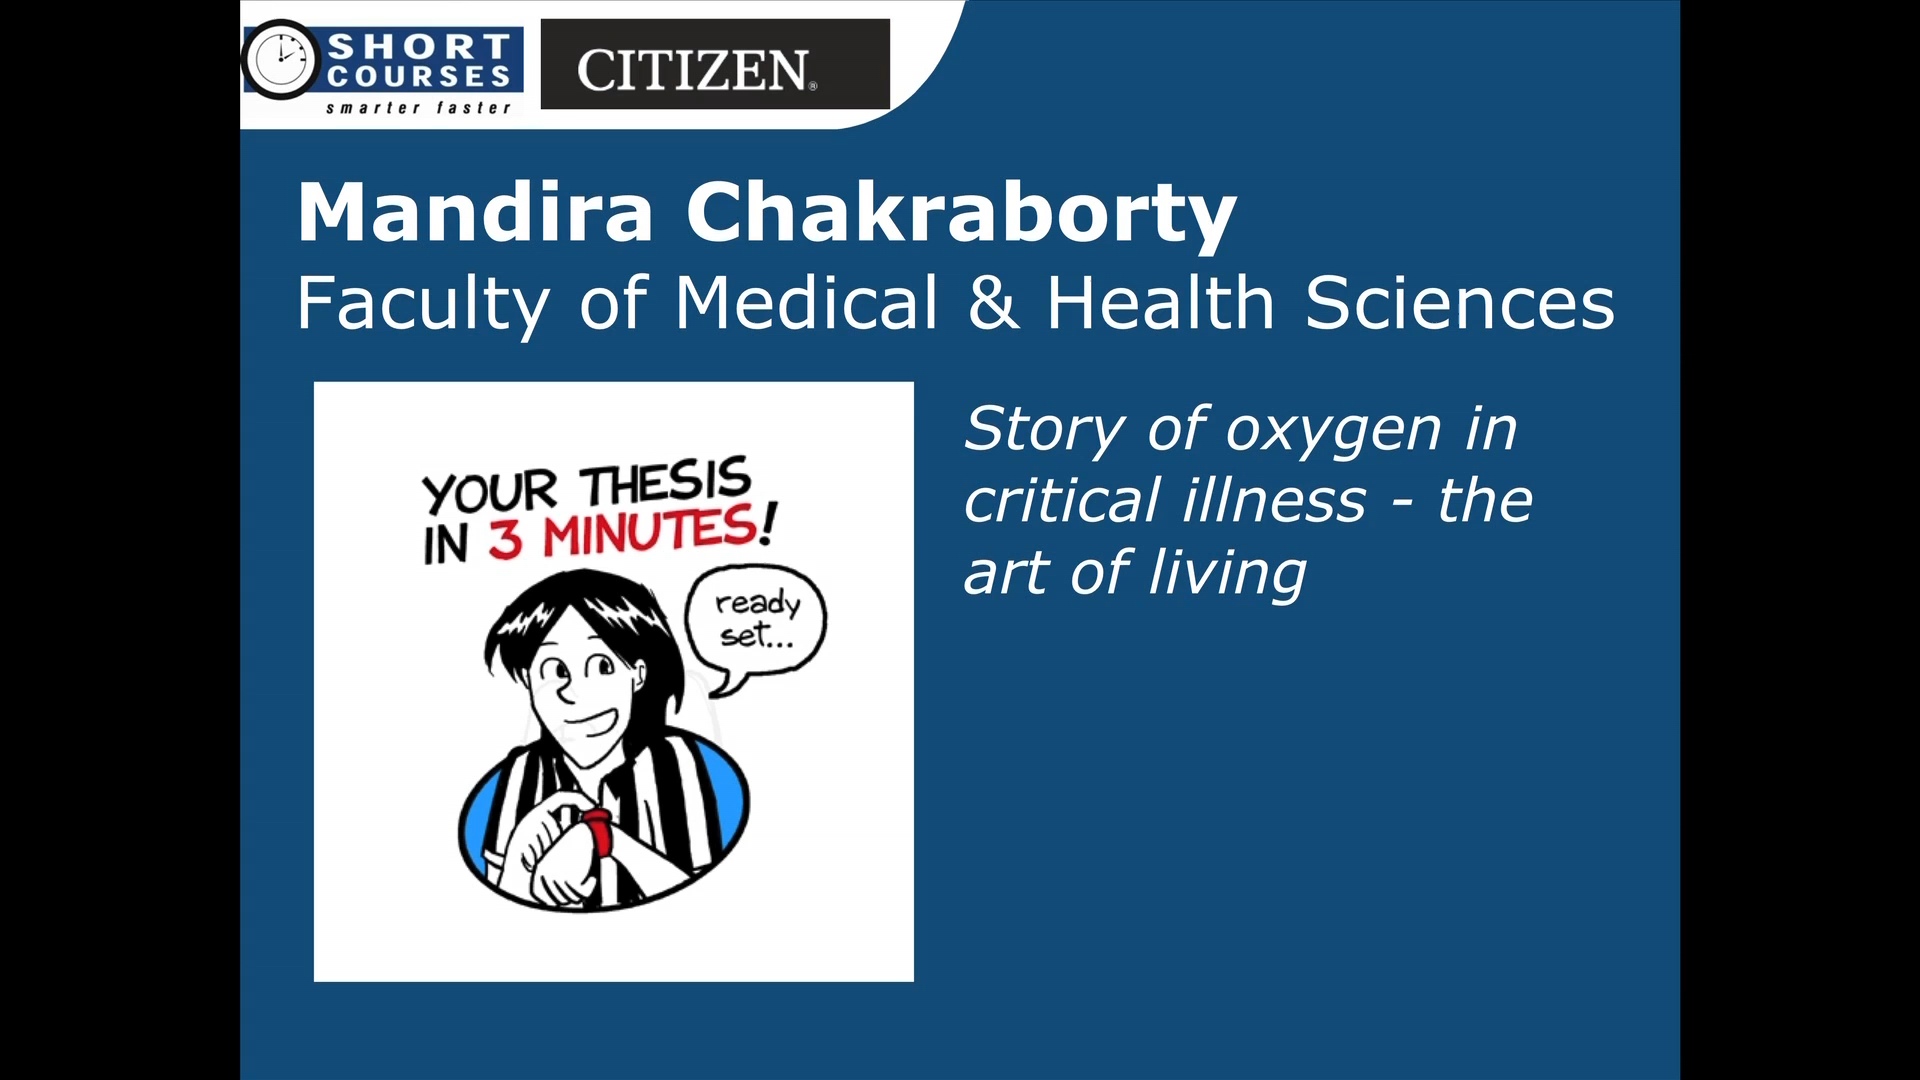 SHORT
COURSES
smarter faster
CITIZEN®
Mandira Chakraborty
Faculty of Medical & Health Sciences
YOUR THESIS
IN 3 MINUTES!
ready
set...
Story of oxygen in
critical illness - the
art of living